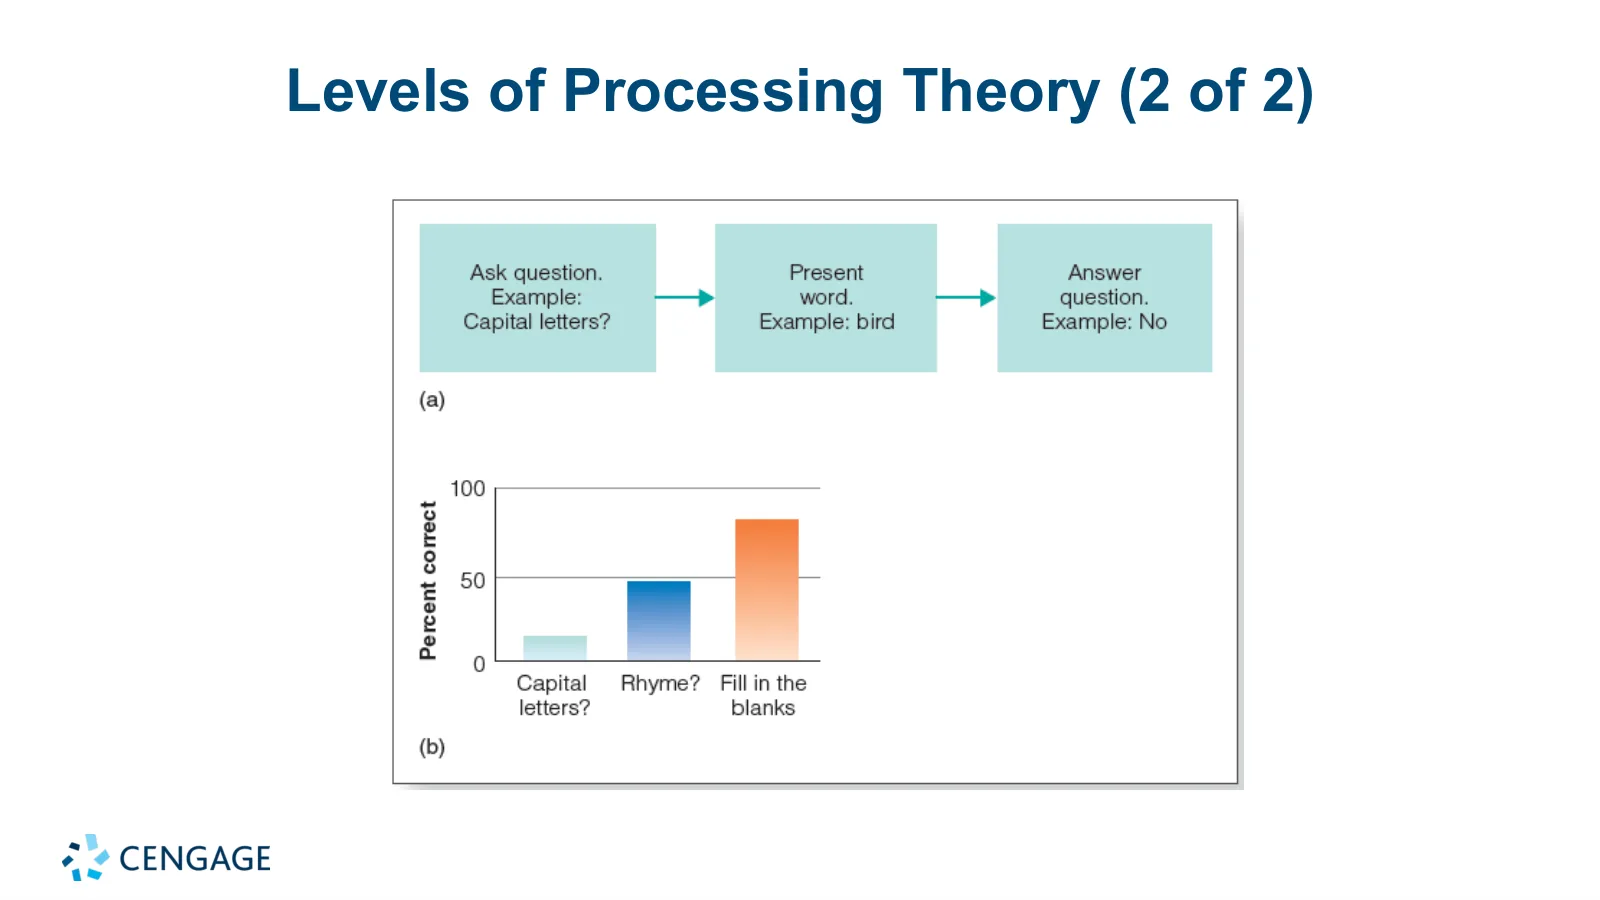 Levels of Processing Theory (2 of 2)
Ask question.
Example:
Capital letters?
Present
word.
Example: bird
Answer
question.
Example: No
(a)
Percent correct
100
50
0
Capital
letters?
Rhyme?
Fill in the
blanks
(b)
CENGAGE